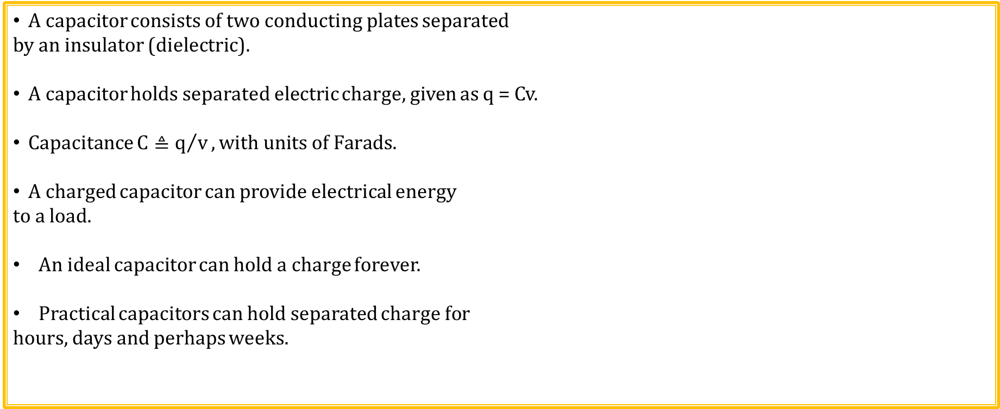 • A capacitor consists of two conducting plates separated
by an insulator (dielectric).
• A capacitor holds separated electric charge, given as q = Cv.
• Capacitance C ≜ q/v , with units of Farads.
• A charged capacitor can provide electrical energy
to a load.
• An ideal capacitor can hold a charge forever.
• Practical capacitors can hold separated charge for
hours, days and perhaps weeks.